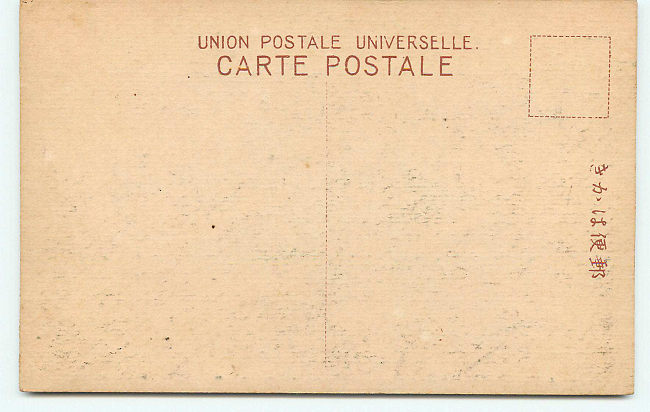 UNION POSTALE UNIVERSELLE.
CARTE POSTALE
きかは便郵